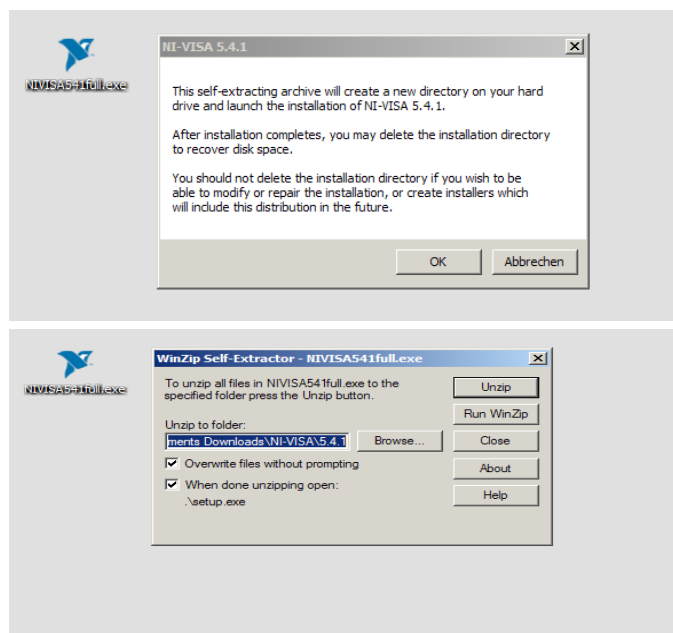 NI-VISA 5.4.1
NIVISA541full.exe
This self-extracting archive will create a new directory on your hard
drive and launch the installation of NI-VISA 5.4.1.
After installation completes, you may delete the installation directory
to recover disk space.
You should not delete the installation directory if you wish to be
able to modify or repair the installation, or create installers which
will include this distribution in the future.
OK
Abbrechen
WinZip Self-Extractor - NIVISA541full.exe
NIVISA541full.exe
To unzip all files in NIVISA541full.exe to the
specified folder press the Unzip button.
Unzip to folder:
ments Downloads\NI-VISA\5.4.1
Browse...
Overwrite files without prompting
When done unzipping open:
.\setup.exe
Unzip
Run WinZip
Close
About
Help